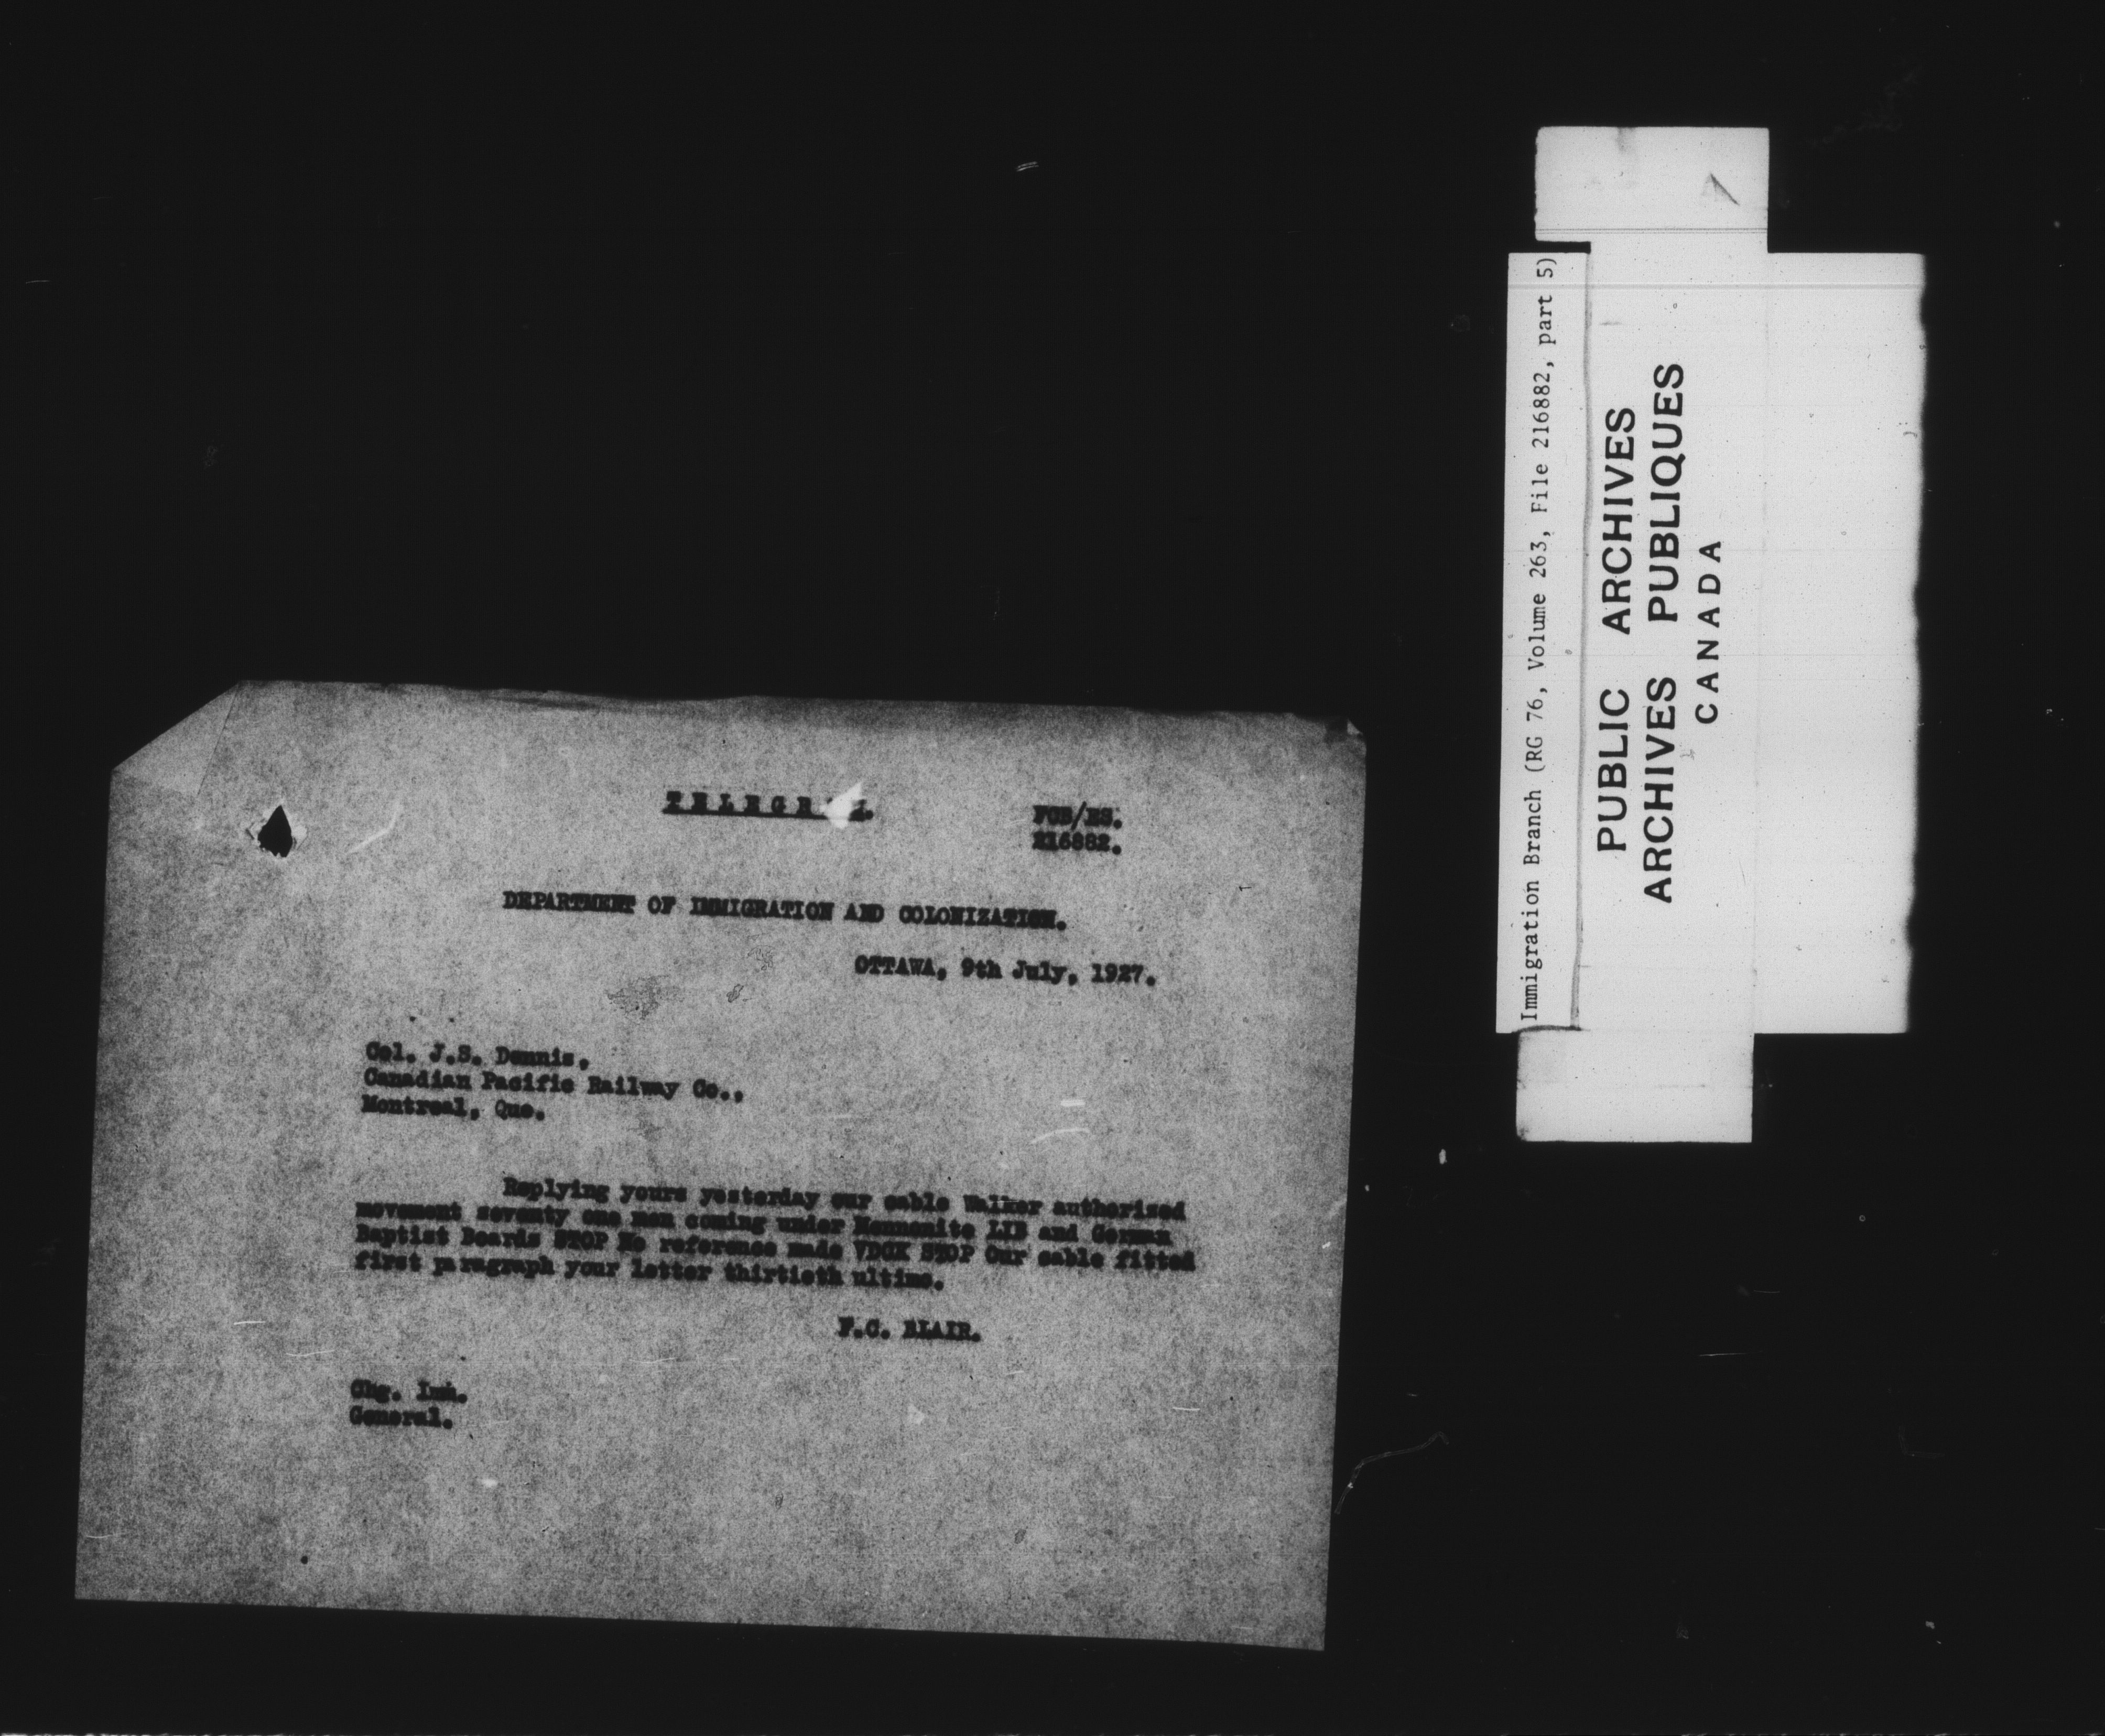 TELEGRAM.
FCB/ES.
216882.
DEPARTMENT OF IMMIGRATION AND COLONIZATION.
OTTAWA, 9th July, 1927.
Col. J.S. Dennis,
Canadian Pacific Railway Co.,
Montreal, Que.
Replying yours yesterday our cable Walker authorized
movement seventy one men coming under Mennonite LIB and German
Baptist Boards STOP No reference made VDCK STOP Our cable fitted
first paragraph your letter thirtieth ultimo.
F.C. BLAIR.
Chg. Imm.
General.
Immigration Branch (RG 76, Volume 263, File 216882, part 5)
PUBLIC ARCHIVES
ARCHIVES PUBLIQUES
CANADA